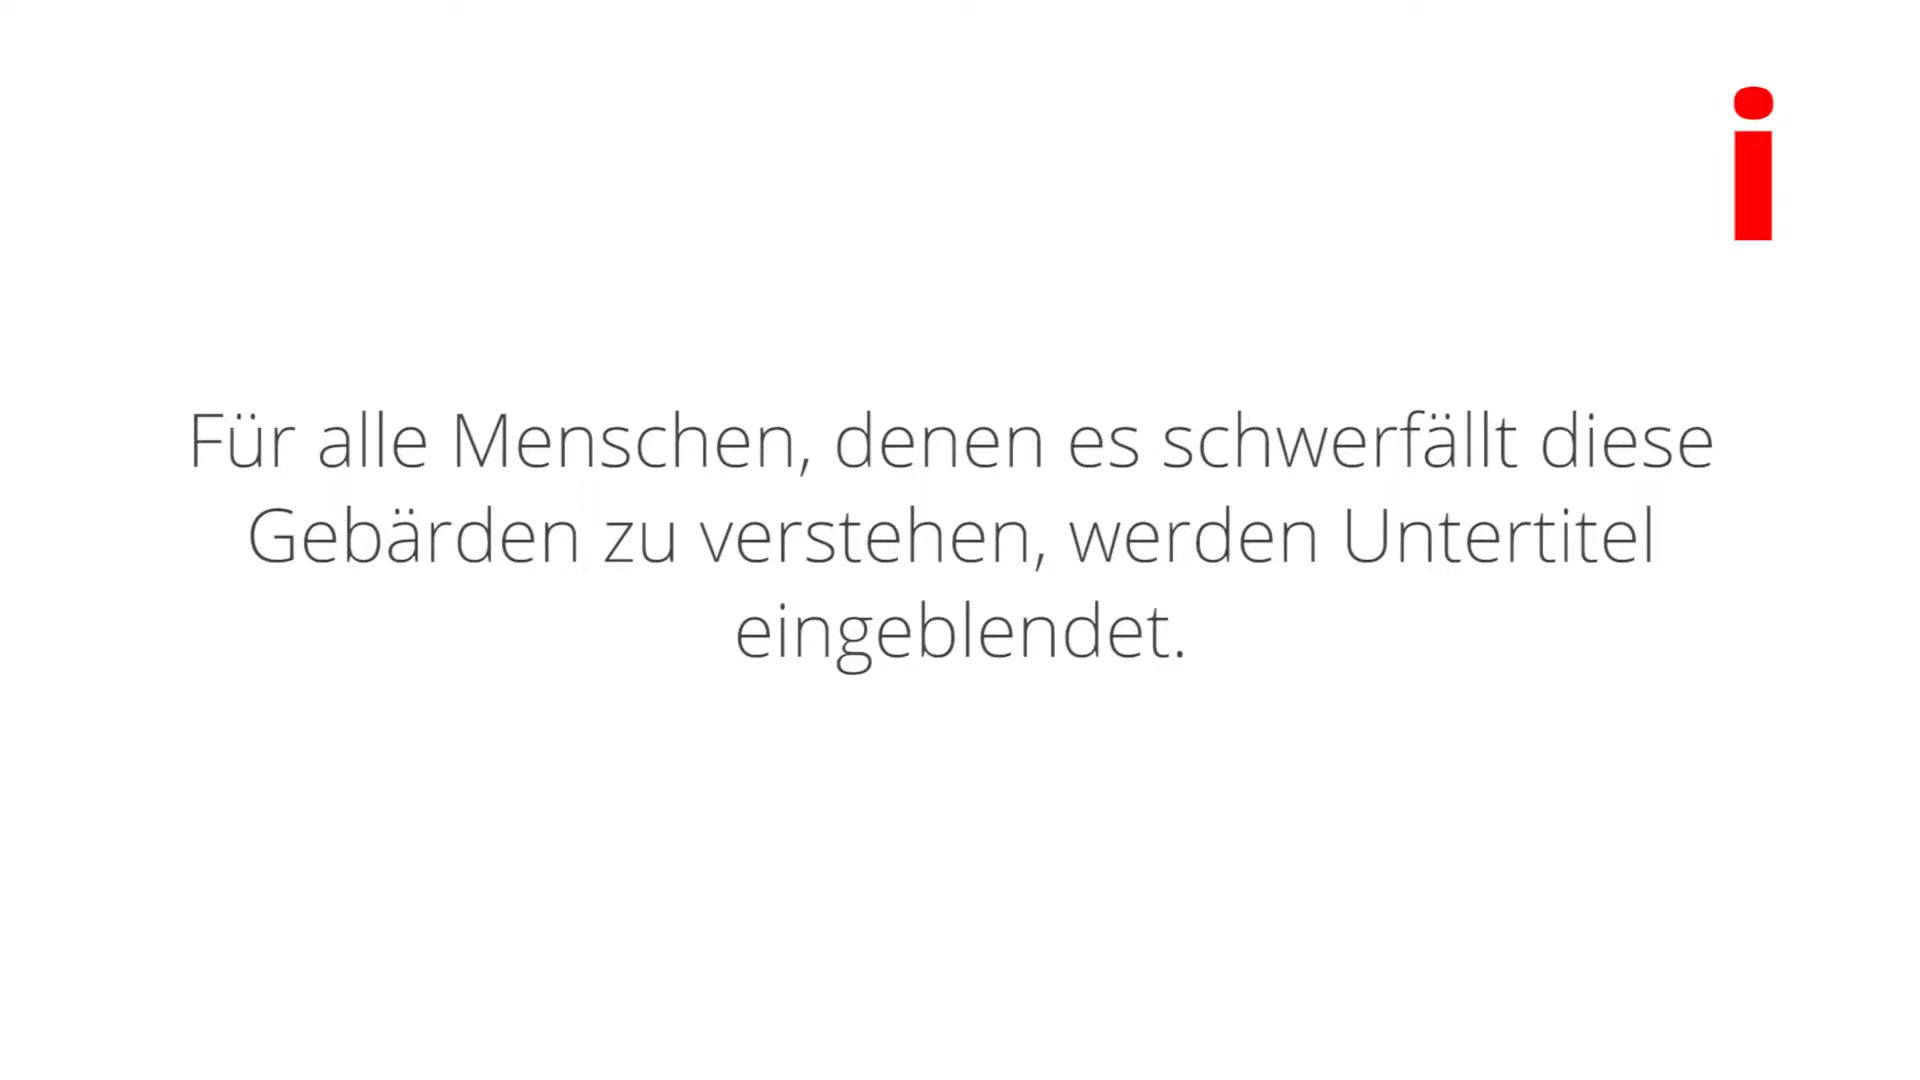 i
Für alle Menschen, denen es schwerfällt diese
Gebärden zu verstehen, werden Untertitel
eingeblendet.